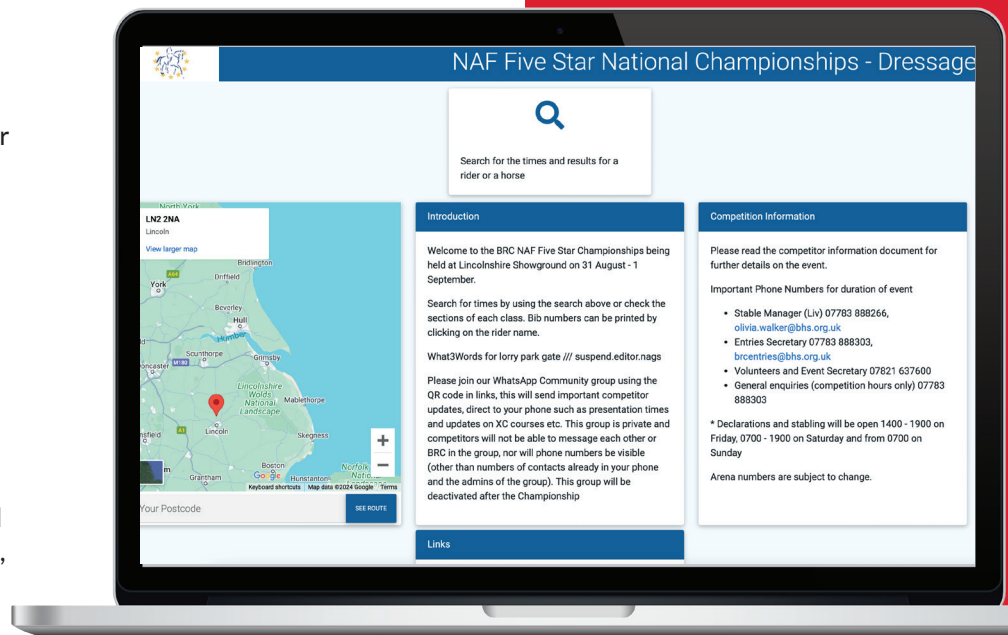 r
,
NAF Five Star National Championships - Dressage
Search for the times and results for a
rider or a horse
LN2 2NA
Lincoln
View larger map
North York
Bridlington
A64
Driffield
York
Beverley
Hull
Humber
Scunthorpe
Grimsby
M180
oncaster
Lincolnshire
Wolds
National
Landscape
Mablethorpe
A1
Lincoln
nsfield
Skegness
Boston
Norfolk
Grantham
Google
Hunstanton
Keyboard shortcuts
Map data ©2024 Google
Terms
Your Postcode
SEE ROUTE
Introduction
Welcome to the BRC NAF Five Star Championships being
held at Lincolnshire Showground on 31 August - 1
September.
Search for times by using the search above or check the
sections of each class. Bib numbers can be printed by
clicking on the rider name.
What3Words for lorry park gate /// suspend.editor.nags
Please join our WhatsApp Community group using the
QR code in links, this will send important competitor
updates, direct to your phone such as presentation times
and updates on XC courses etc. This group is private and
competitors will not be able to message each other or
BRC in the group, nor will phone numbers be visible
(other than numbers of contacts already in your phone
and the admins of the group). This group will be
deactivated after the Championship
Links
Competition Information
Please read the competitor information document for
further details on the event.
Important Phone Numbers for duration of event
• Stable Manager (Liv) 07783 888266,
olivia.walker@bhs.org.uk
• Entries Secretary 07783 888303,
brcentries@bhs.org.uk
• Volunteers and Event Secretary 07821 637600
• General enquiries (competition hours only) 07783
888303
* Declarations and stabling will be open 1400 - 1900 on
Friday, 0700 - 1900 on Saturday and from 0700 on
Sunday
Arena numbers are subject to change.